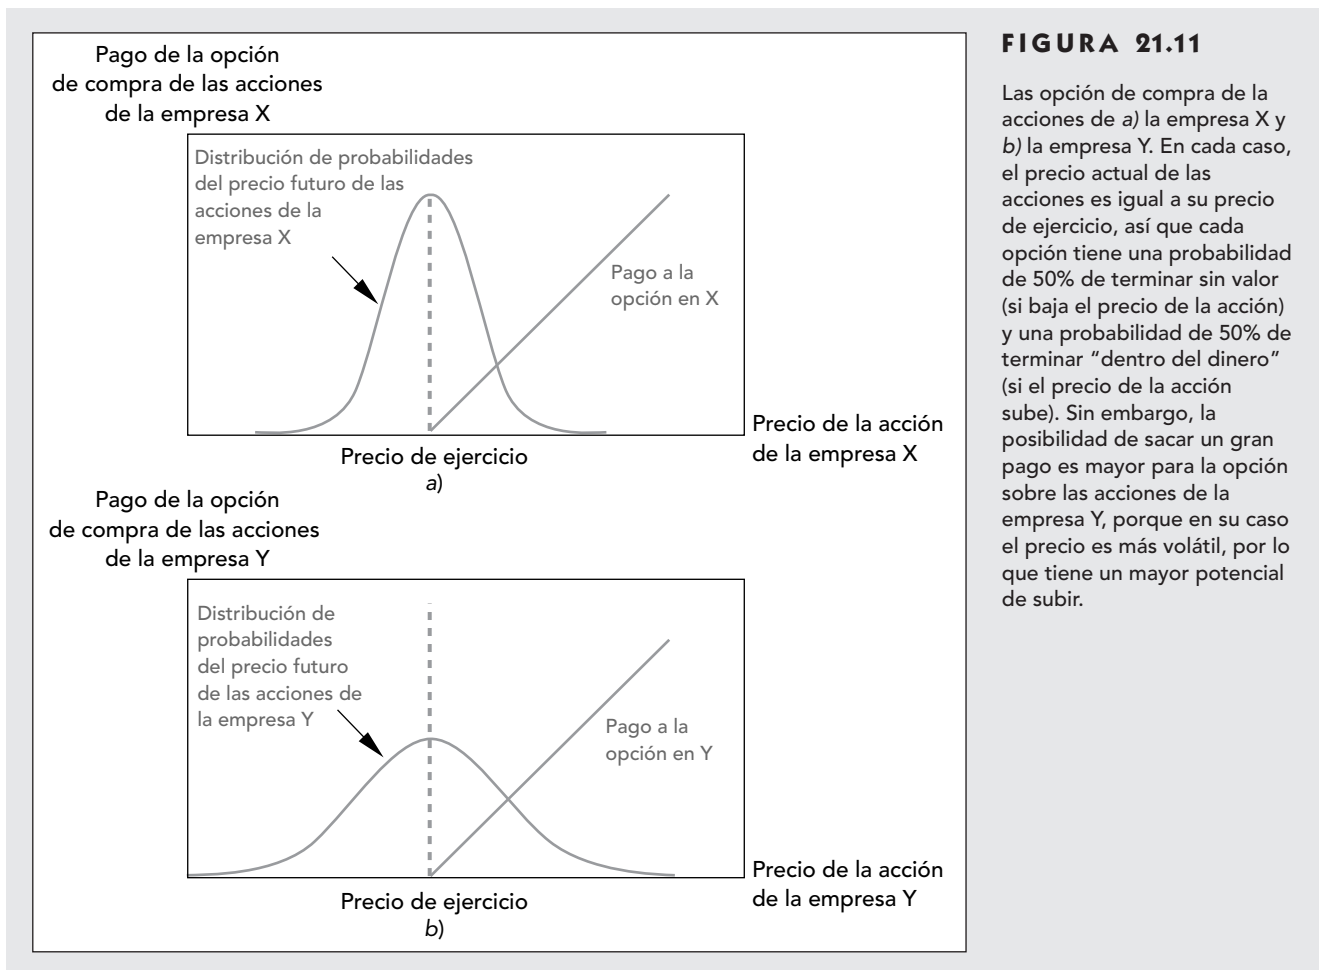 Pago de la opción
de compra de las acciones
de la empresa X
Distribución de probabilidades
del precio futuro de las
acciones de la
empresa X
Pago a la
opción en X
Precio de la acción
de la empresa X
Precio de ejercicio
a)
Pago de la opción
de compra de las acciones
de la empresa Y
Distribución de
probabilidades
del precio futuro
de las acciones de
la empresa Y
Pago a la
opción en Y
Precio de la acción
de la empresa Y
Precio de ejercicio
b)
FIGURA 21.11
Las opción de compra de la
acciones de a) la empresa X y
b) la empresa Y. En cada caso,
el precio actual de las
acciones es igual a su precio
de ejercicio, así que cada
opción tiene una probabilidad
de 50% de terminar sin valor
(si baja el precio de la acción)
y una probabilidad de 50% de
terminar “dentro del dinero”
(si el precio de la acción
sube). Sin embargo, la
posibilidad de sacar un gran
pago es mayor para la opción
sobre las acciones de la
empresa Y, porque en su caso
el precio es más volátil, por lo
que tiene un mayor potencial
de subir.